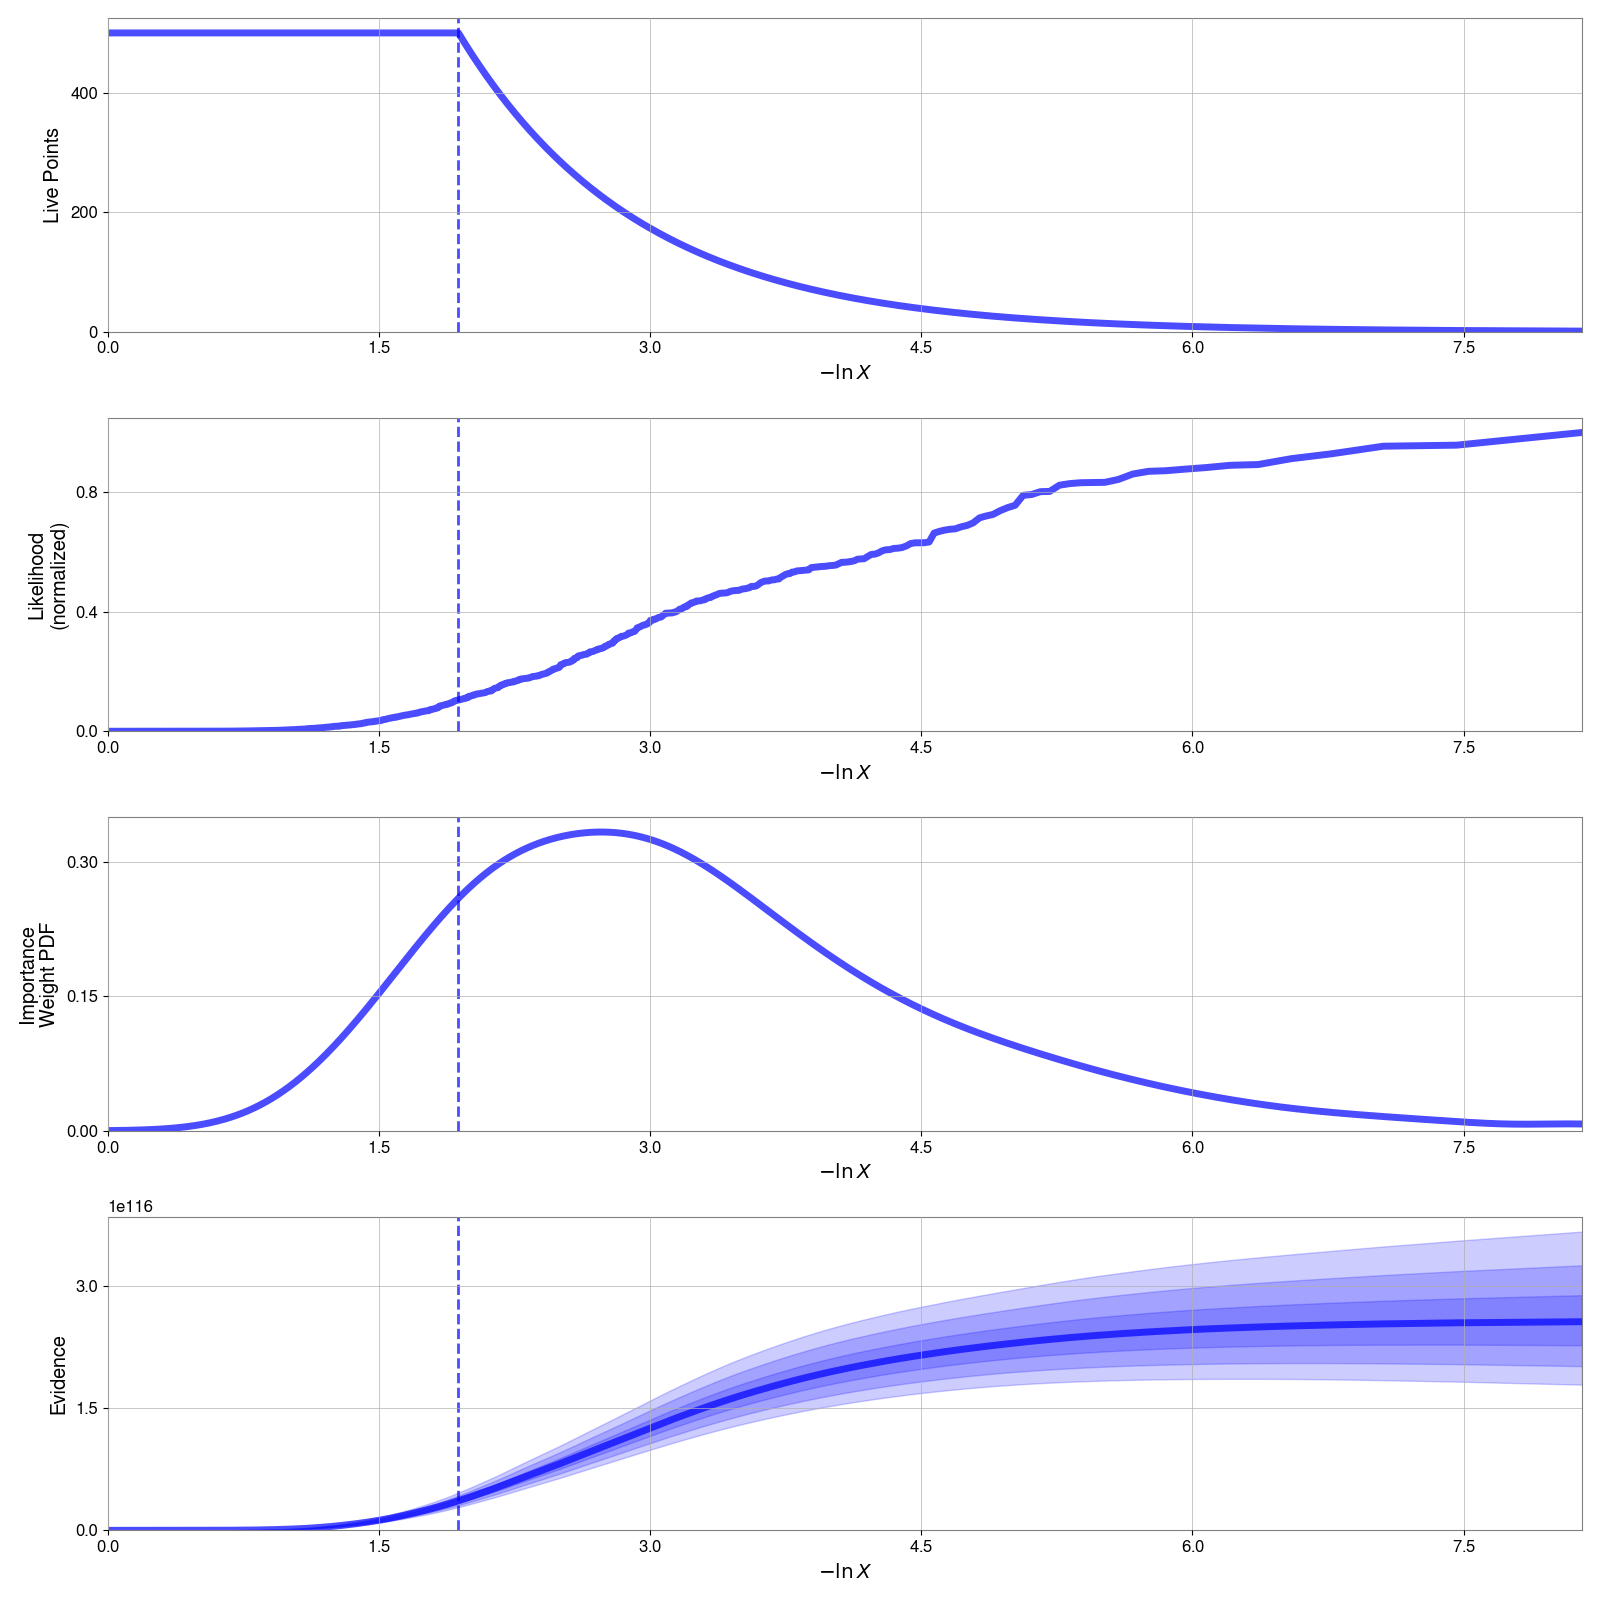 400
200
0
Live Points
0.0 1.5 3.0 4.5 6.0 7.5
−ln X
0.8
0.4
0.0
Likelihood
(normalized)
0.0 1.5 3.0 4.5 6.0 7.5
−ln X
0.30
0.15
0.00
Importance
Weight PDF
0.0 1.5 3.0 4.5 6.0 7.5
−ln X
1e116
3.0
1.5
0.0
Evidence
0.0 1.5 3.0 4.5 6.0 7.5
−ln X